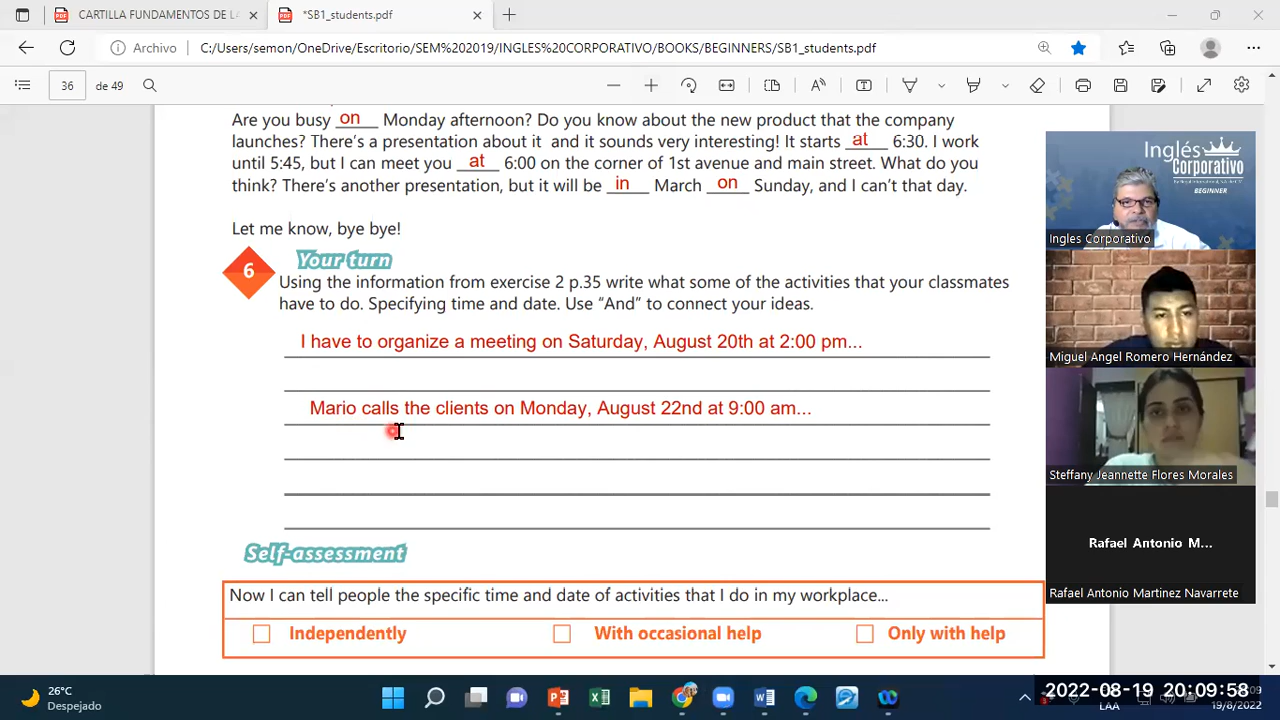 CARTILLA FUNDAMENTOS DE LA
*SB1_students.pdf
Archivo
C:/Users/semon/OneDrive/Escritorio/SEM%202019/INGLES%20CORPORATIVO/BOOKS/BEGINNERS/SB1_students.pdf
36 de 49
Are you busy on Monday afternoon? Do you know about the new product that the company
launches? There's a presentation about it and it sounds very interesting! It starts at 6:30. I work
until 5:45, but I can meet you at 6:00 on the corner of 1st avenue and main street. What do you
think? There's another presentation, but it will be in March on Sunday, and I can't that day.
Let me know, bye bye!
6
Your turn
Using the information from exercise 2 p.35 write what some of the activities that your classmates
have to do. Specifying time and date. Use “And” to connect your ideas.
I have to organize a meeting on Saturday, August 20th at 2:00 pm...
Mario calls the clients on Monday, August 22nd at 9:00 am...
Self-assessment
Now I can tell people the specific time and date of activities that I do in my workplace...
Independently
With occasional help
Only with help
Inglés
Corporativo
BEGINNER
Ingles Corporativo
Miguel Angel Romero Hernández
Steffany Jeannette Flores Morales
Rafael Antonio M...
Rafael Antonio Martinez Navarrete
26°C
Despejado
2022-08-19 20:09:58
LAA
19/8/2022